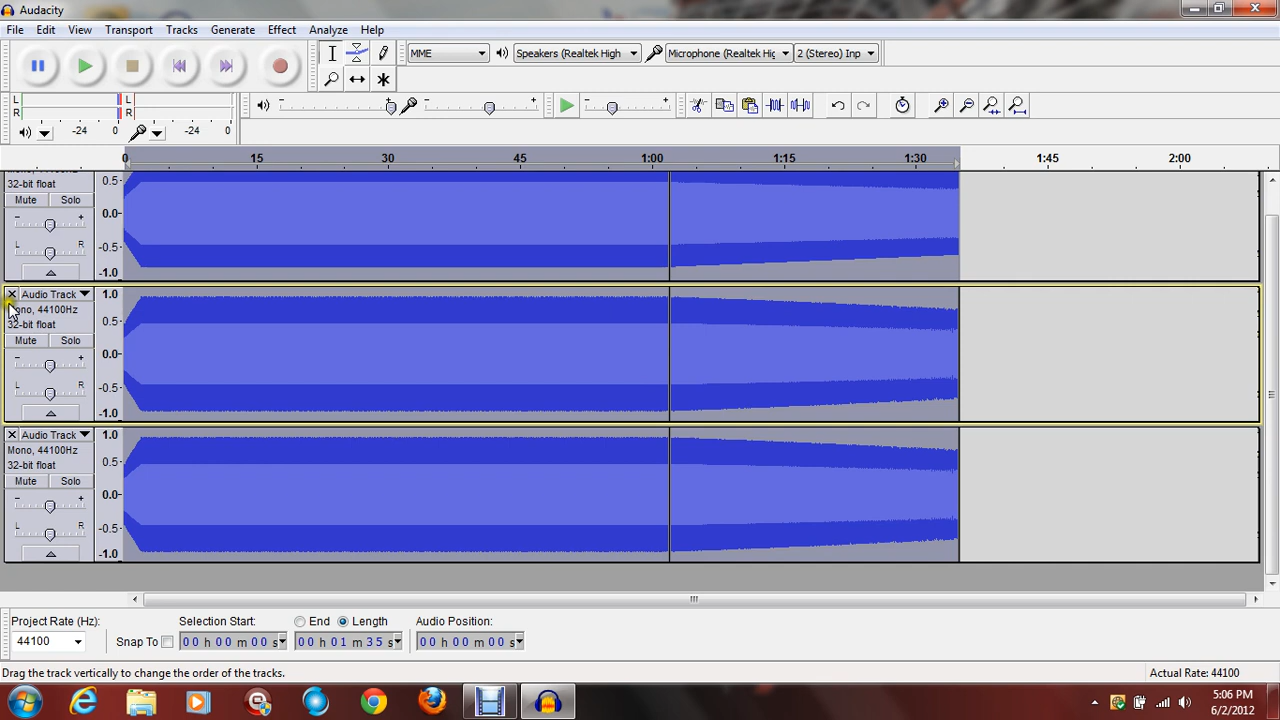 Audacity
File Edit View Transport Tracks Generate Effect Analyze Help
MME Speakers (Realtek High Microphone (Realtek Hig 2 (Stereo) Inp
L L
R R
-24 0 -24 0
0 15 30 45 1:00 1:15 1:30 1:45 2:00
32-bit float
Mute Solo
- +
L R
0.5-
0.0-
-0.5-
-1.0
X Audio Track
Mono, 44100Hz
32-bit float
Mute Solo
- +
L R
1.0
0.5-
0.0-
-0.5-
-1.0
X Audio Track
Mono, 44100Hz
32-bit float
Mute Solo
- +
L R
1.0
0.5-
0.0-
-0.5-
-1.0
Project Rate (Hz): Selection Start: End Length Audio Position:
44100 Snap To 00 h 00 m 00 s 00 h 01 m 35 s 00 h 00 m 00 s
Drag the track vertically to change the order of the tracks. Actual Rate: 44100
5:06 PM
6/2/2012